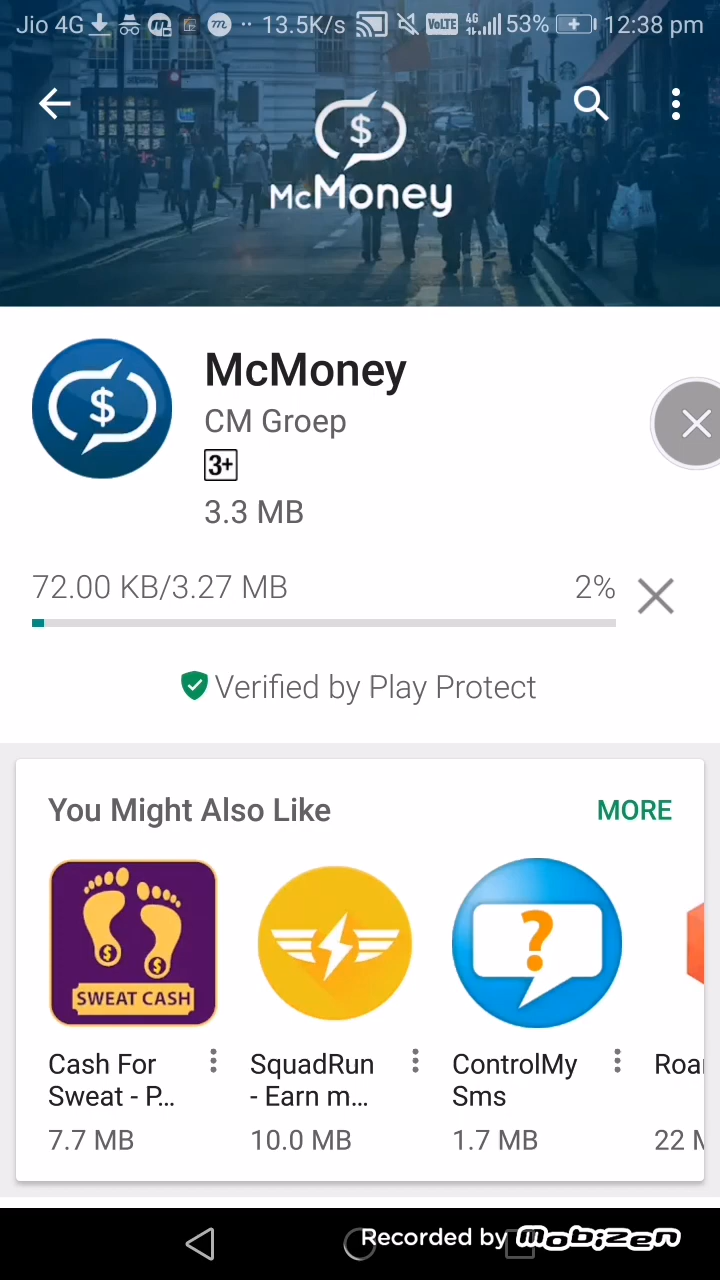 Jio 4G 13.5K/s VoLTE 4G 53% 12:38 pm
$
McMoney
$
McMoney
CM Groep
3+
3.3 MB
72.00 KB/3.27 MB 2%
Verified by Play Protect
You Might Also Like MORE
$ $
SWEAT CASH
?
Cash For SquadRun ControlMy Roa
Sweat - P... - Earn m... Sms
7.7 MB 10.0 MB 1.7 MB 22 M
Recorded by mobizen